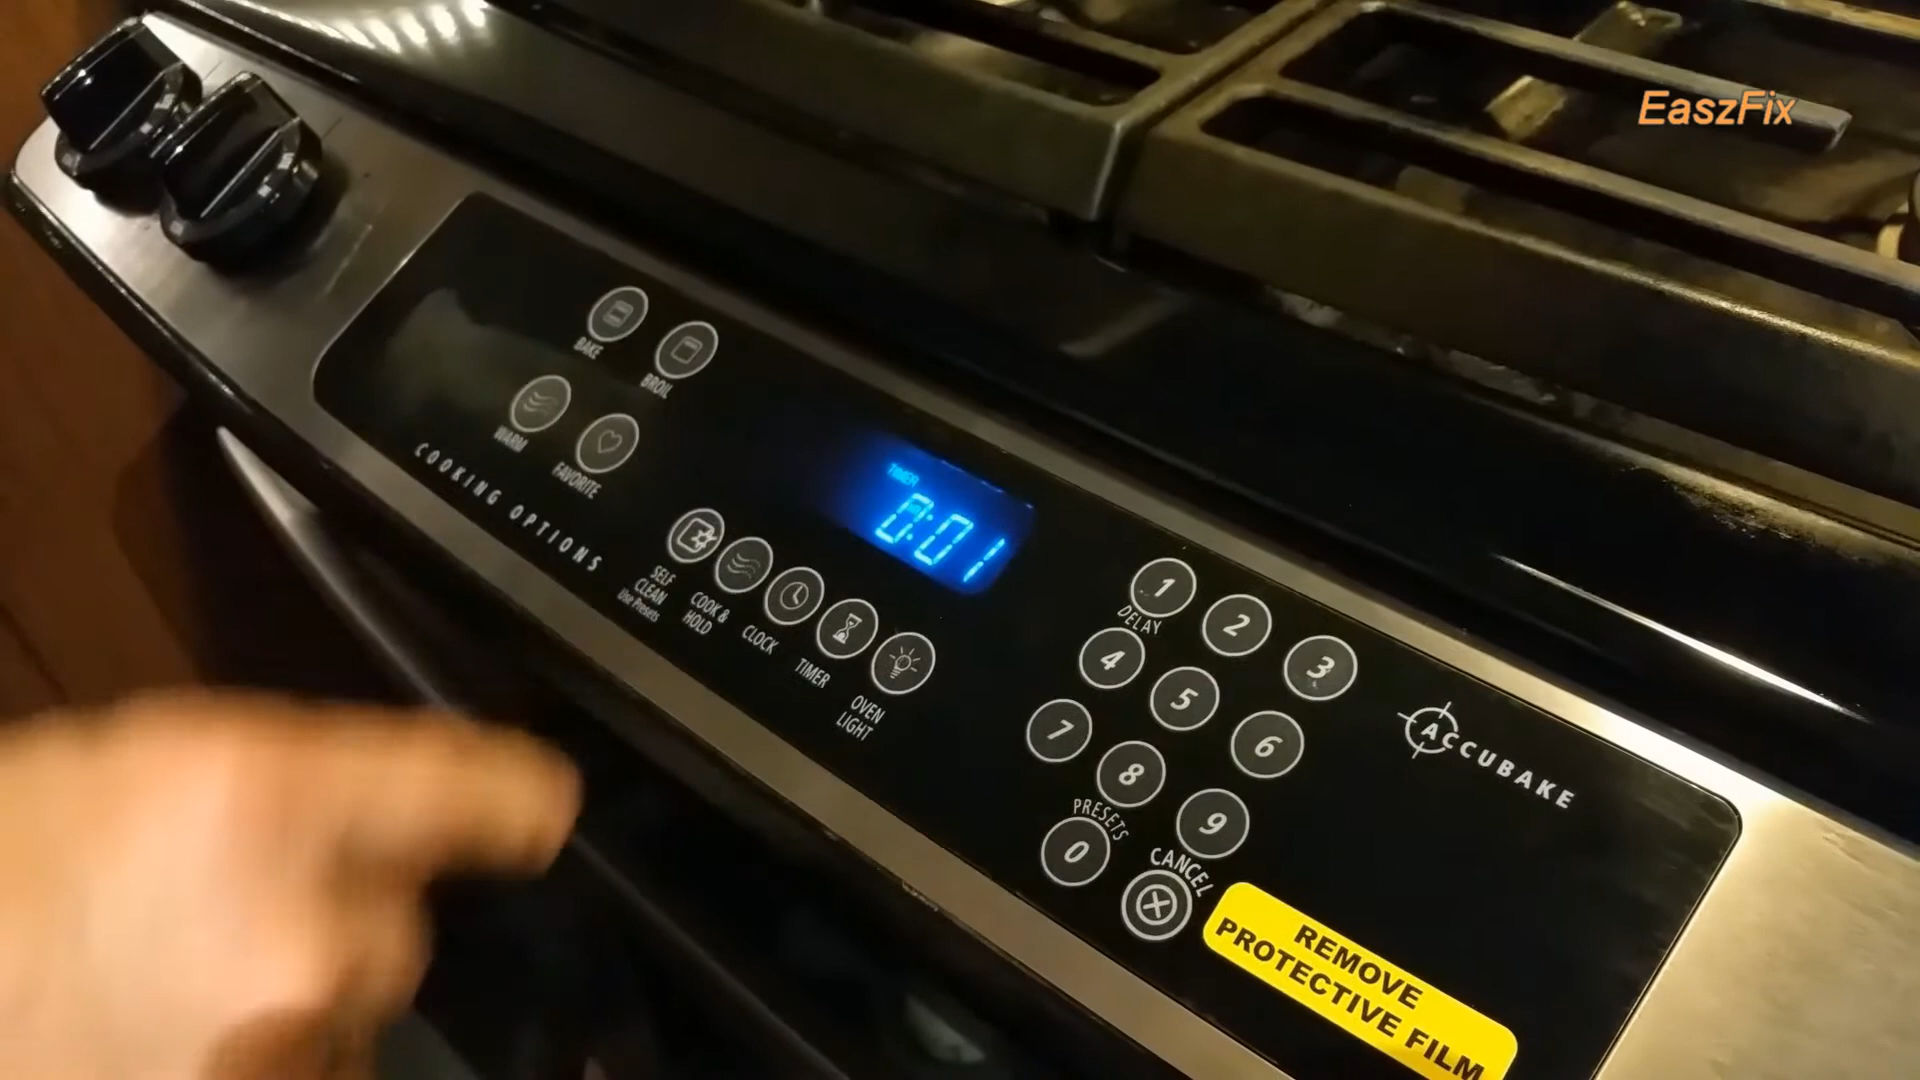 EaszFix
BAKE
BROIL
WARM
FAVORITE
COOKING OPTIONS
TIMER
0:01
SELF
CLEAN
Use Presets
COOK &
HOLD
CLOCK
TIMER
OVEN
LIGHT
1
DELAY
2
3
4
5
6
7
8
9
PRESETS
0
CANCEL
ACCUBAKE
REMOVE
PROTECTIVE FILM